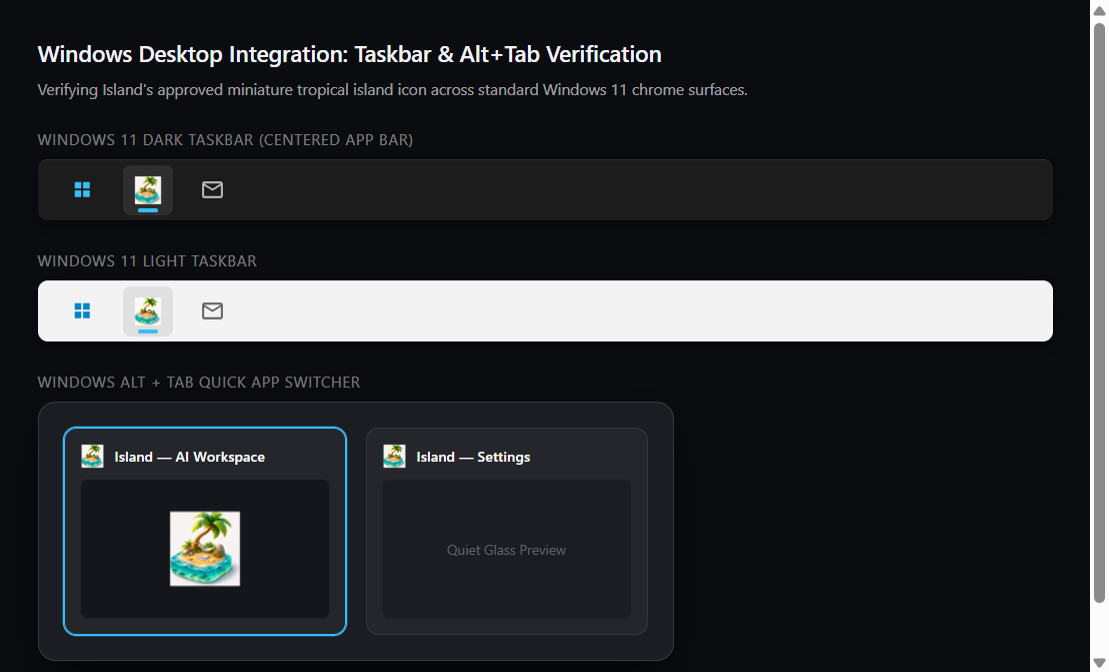 Windows Desktop Integration: Taskbar & Alt+Tab Verification
Verifying Island's approved miniature tropical island icon across standard Windows 11 chrome surfaces.
WINDOWS 11 DARK TASKBAR (CENTERED APP BAR)
WINDOWS 11 LIGHT TASKBAR
WINDOWS ALT + TAB QUICK APP SWITCHER
Island — AI Workspace
Island — Settings
Quiet Glass Preview